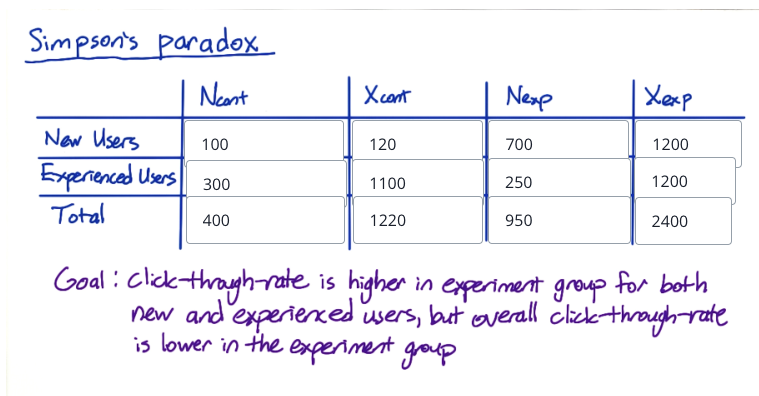 Simpson's paradox
Ncont Xcont Nexp Xexp
New Users 100 120 700 1200
Experienced Users 300 1100 250 1200
Total 400 1220 950 2400
Goal: click-through-rate is higher in experiment group for both
new and experienced users, but overall click-through-rate
is lower in the experiment group